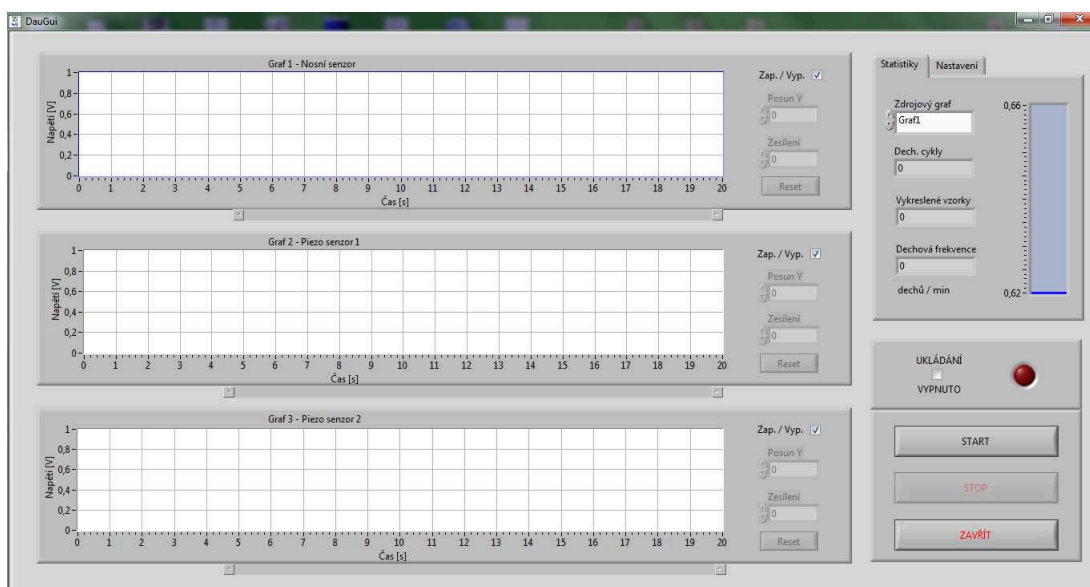 DauGui
Graf 1 - Nosní senzor
Napětí [V]
1
0,8
0,6
0,4
0,2
0
0 1 2 3 4 5 6 7 8 9 10 11 12 13 14 15 16 17 18 19 20
Čas [s]
Zap. / Vyp.
Posun Y
0
Zesílení
0
Reset
Graf 2 - Piezo senzor 1
Napětí [V]
1
0,8
0,6
0,4
0,2
0
0 1 2 3 4 5 6 7 8 9 10 11 12 13 14 15 16 17 18 19 20
Čas [s]
Zap. / Vyp.
Posun Y
0
Zesílení
0
Reset
Graf 3 - Piezo senzor 2
Napětí [V]
1
0,8
0,6
0,4
0,2
0
0 1 2 3 4 5 6 7 8 9 10 11 12 13 14 15 16 17 18 19 20
Čas [s]
Zap. / Vyp.
Posun Y
0
Zesílení
0
Reset
Statistiky Nastavení
Zdrojový graf
Graf1
Dech. cykly
0
Vykreslené vzorky
0
Dechová frekvence
0
dechů / min
0,66
0,62
UKLÁDÁNÍ
VYPNUTO
START
STOP
ZAVŘÍT